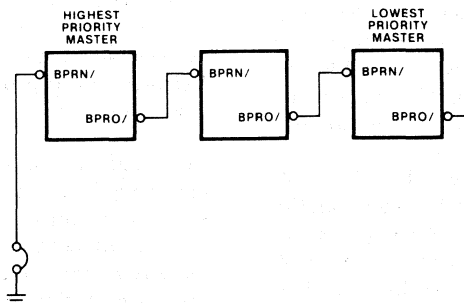 HIGHEST
PRIORITY
MASTER
LOWEST
PRIORITY
MASTER
BPRN/
BPRO/
BPRN/
BPRO/
BPRN/
BPRO/